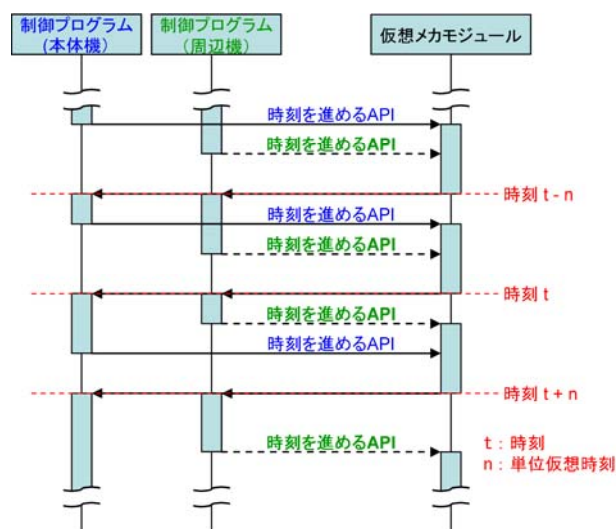 制御プログラム
(本体機)
制御プログラム
(周辺機)
仮想メカモジュール
時刻を進めるAPI
時刻を進めるAPI
時刻 t - n
時刻を進めるAPI
時刻を進めるAPI
時刻 t
時刻を進めるAPI
時刻を進めるAPI
時刻 t + n
時刻を進めるAPI
t : 時刻
n : 単位仮想時刻